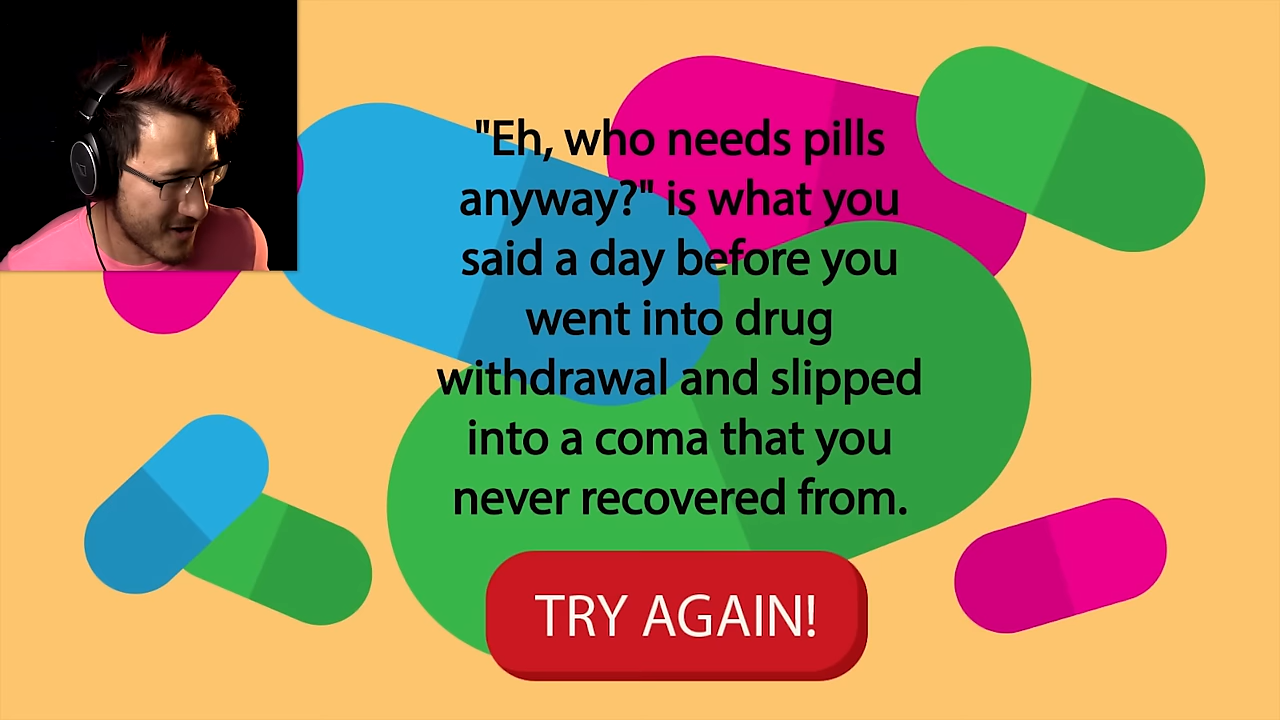 "Eh, who needs pills
anyway?" is what you
said a day before you
went into drug
withdrawal and slipped
into a coma that you
never recovered from.
TRY AGAIN!